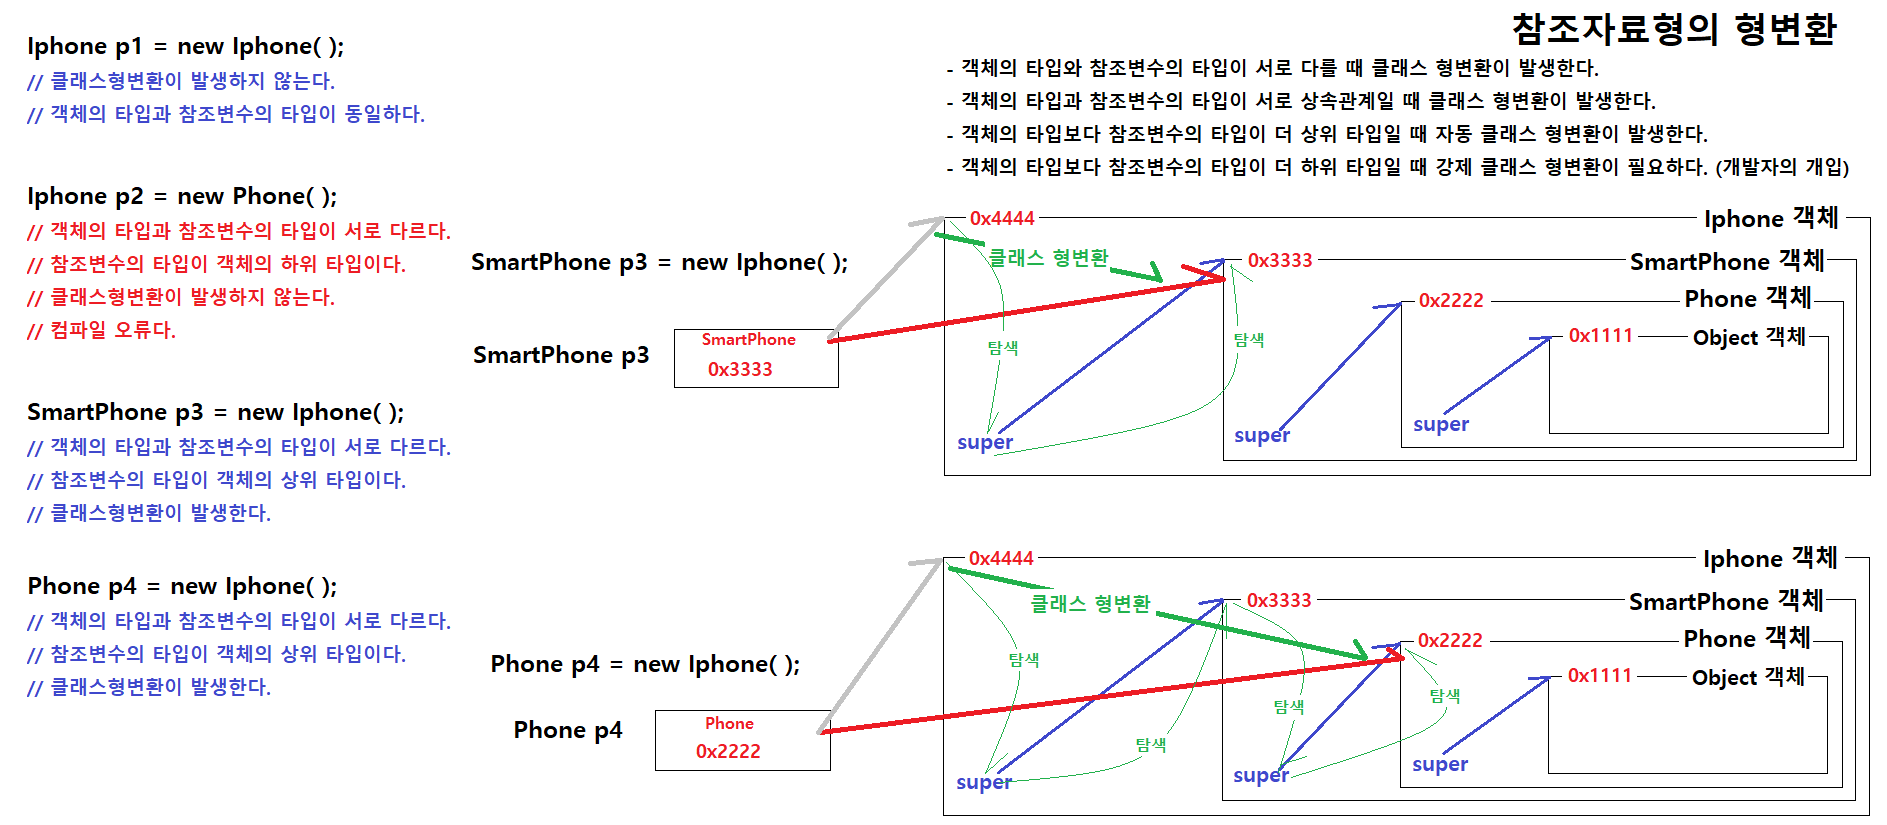 참조자료형의 형변환
- 객체의 타입와 참조변수의 타입이 서로 다를 때 클래스 형변환이 발생한다.
- 객체의 타입과 참조변수의 타입이 서로 상속관계일 때 클래스 형변환이 발생한다.
- 객체의 타입보다 참조변수의 타입이 더 상위 타입일 때 자동 클래스 형변환이 발생한다.
- 객체의 타입보다 참조변수의 타입이 더 하위 타입일 때 강제 클래스 형변환이 필요하다. (개발자의 개입)
Iphone p1 = new Iphone( );
// 클래스형변환이 발생하지 않는다.
// 객체의 타입과 참조변수의 타입이 동일하다.
Iphone p2 = new Phone( );
// 객체의 타입과 참조변수의 타입이 서로 다르다.
// 참조변수의 타입이 객체의 하위 타입이다.
// 클래스형변환이 발생하지 않는다.
// 컴파일 오류다.
SmartPhone p3 = new Iphone( );
// 객체의 타입과 참조변수의 타입이 서로 다르다.
// 참조변수의 타입이 객체의 상위 타입이다.
// 클래스형변환이 발생한다.
Phone p4 = new Iphone( );
// 객체의 타입과 참조변수의 타입이 서로 다르다.
// 참조변수의 타입이 객체의 상위 타입이다.
// 클래스형변환이 발생한다.
SmartPhone p3 = new Iphone( );
SmartPhone p3
SmartPhone
0x3333
0x4444
Iphone 객체
클래스 형변환
0x3333
SmartPhone 객체
0x2222
Phone 객체
0x1111
Object 객체
탐색
탐색
super
super
super
Phone p4 = new Iphone( );
Phone p4
Phone
0x2222
0x4444
Iphone 객체
클래스 형변환
0x3333
SmartPhone 객체
0x2222
Phone 객체
0x1111
Object 객체
탐색
탐색
탐색
탐색
super
super
super